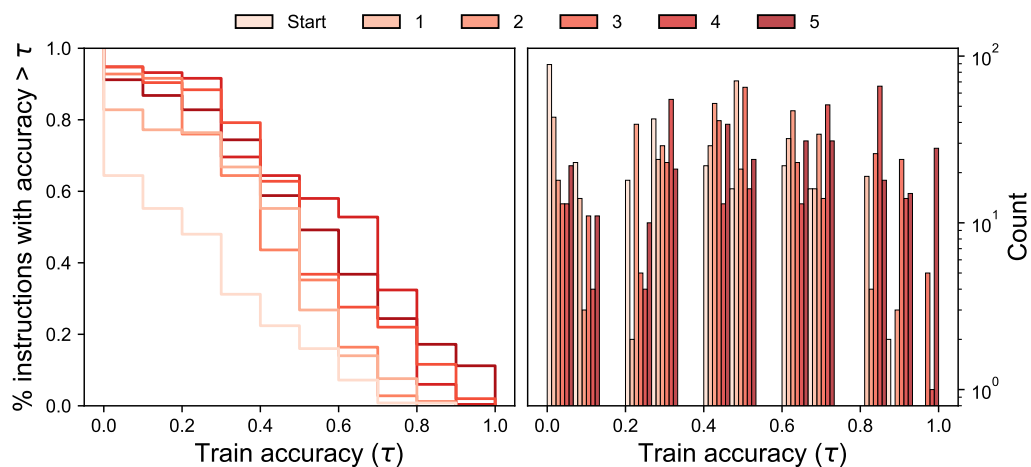 Start 1 2 3 4 5
% instructions with accuracy > τ
1.0
0.8
0.6
0.4
0.2
0.0
0.0 0.2 0.4 0.6 0.8 1.0
Train accuracy (τ)
10²
10¹
10⁰
Count
0.0 0.2 0.4 0.6 0.8 1.0
Train accuracy (τ)